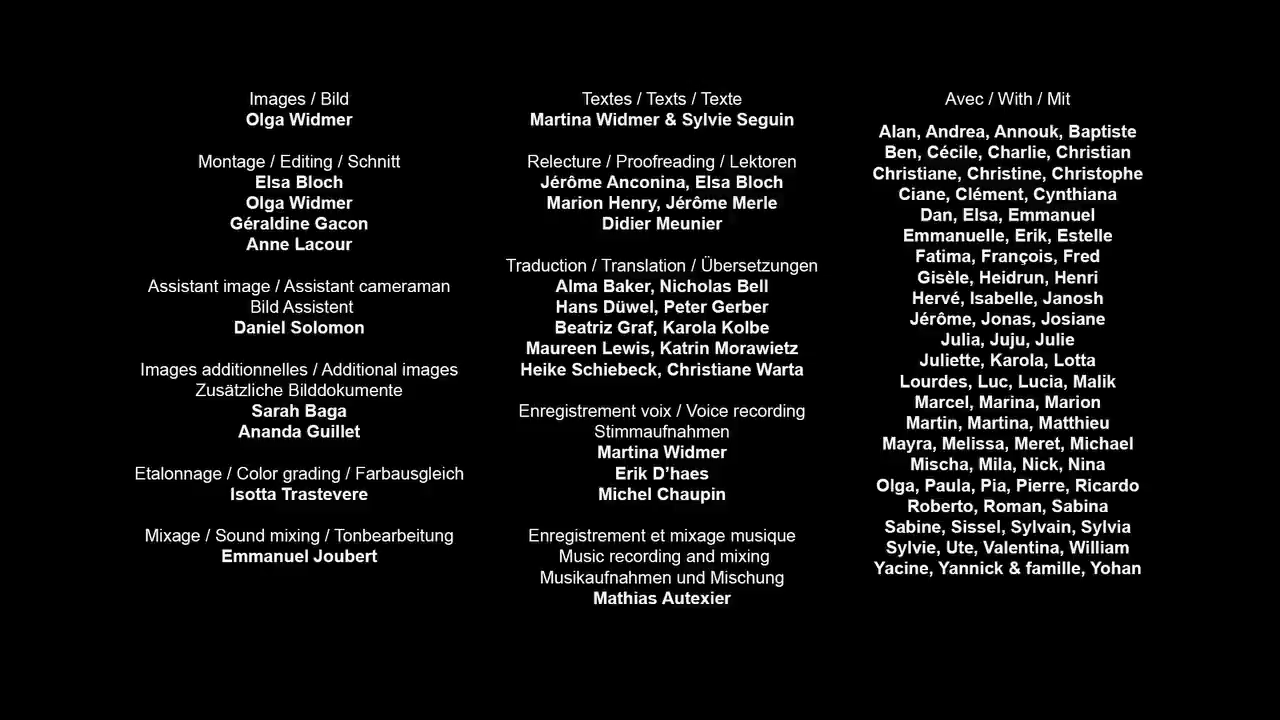 Images / Bild
Olga Widmer
Montage / Editing / Schnitt
Elsa Bloch
Olga Widmer
Géraldine Gacon
Anne Lacour
Assistant image / Assistant cameraman
Bild Assistent
Daniel Solomon
Images additionnelles / Additional images
Zusätzliche Bilddokumente
Sarah Baga
Ananda Guillet
Etalonnage / Color grading / Farbausgleich
Isotta Trastevere
Mixage / Sound mixing / Tonbearbeitung
Emmanuel Joubert
Textes / Texts / Texte
Martina Widmer & Sylvie Seguin
Relecture / Proofreading / Lektoren
Jérôme Anconina, Elsa Bloch
Marion Henry, Jérôme Merle
Didier Meunier
Traduction / Translation / Übersetzungen
Alma Baker, Nicholas Bell
Hans Düwel, Peter Gerber
Beatriz Graf, Karola Kolbe
Maureen Lewis, Katrin Morawietz
Heike Schiebeck, Christiane Warta
Enregistrement voix / Voice recording
Stimmaufnahmen
Martina Widmer
Erik D’haes
Michel Chaupin
Enregistrement et mixage musique
Music recording and mixing
Musikaufnahmen und Mischung
Mathias Autexier
Avec / With / Mit
Alan, Andrea, Annouk, Baptiste
Ben, Cécile, Charlie, Christian
Christiane, Christine, Christophe
Ciane, Clément, Cynthiana
Dan, Elsa, Emmanuel
Emmanuelle, Erik, Estelle
Fatima, François, Fred
Gisèle, Heidrun, Henri
Hervé, Isabelle, Janosh
Jérôme, Jonas, Josiane
Julia, Juju, Julie
Juliette, Karola, Lotta
Lourdes, Luc, Lucia, Malik
Marcel, Marina, Marion
Martin, Martina, Matthieu
Mayra, Melissa, Meret, Michael
Mischa, Mila, Nick, Nina
Olga, Paula, Pia, Pierre, Ricardo
Roberto, Roman, Sabina
Sabine, Sissel, Sylvain, Sylvia
Sylvie, Ute, Valentina, William
Yacine, Yannick & famille, Yohan